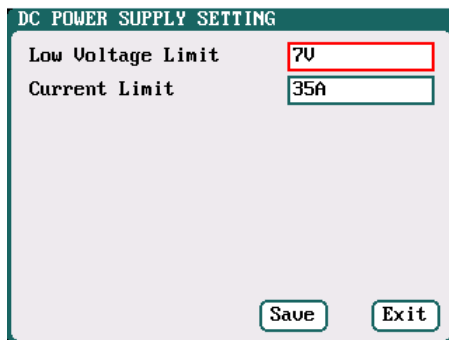 DC POWER SUPPLY SETTING
Low Voltage Limit 7V
Current Limit 35A
Save Exit